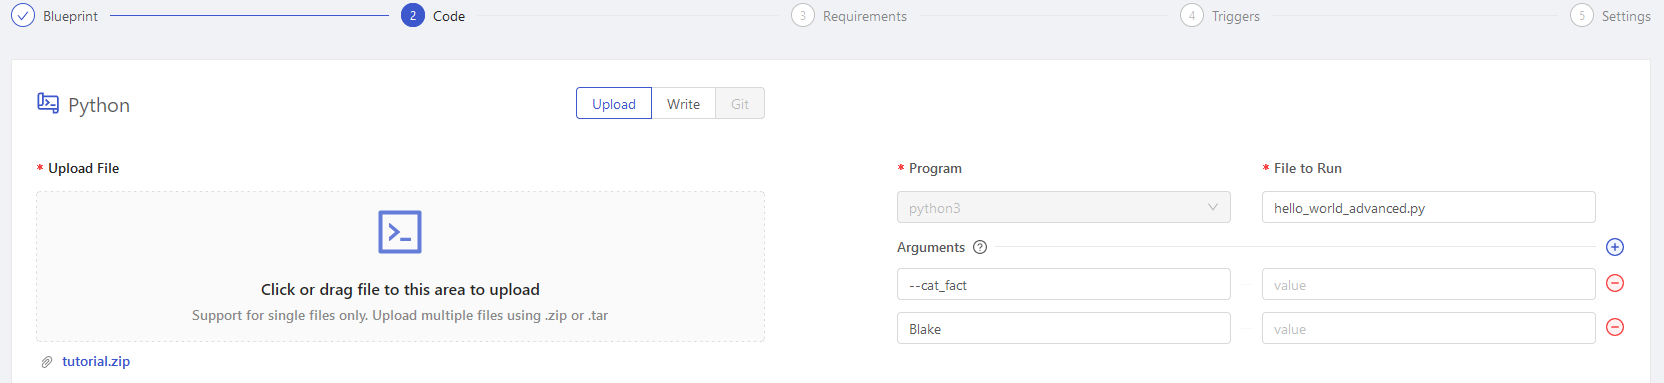 Blueprint 2 Code 3 Requirements 4 Triggers 5 Settings
Python Upload Write Git
* Upload File
Click or drag file to this area to upload
Support for single files only. Upload multiple files using .zip or .tar
tutorial.zip
* Program * File to Run
python3 hello_world_advanced.py
Arguments ?
--cat_fact value
Blake value